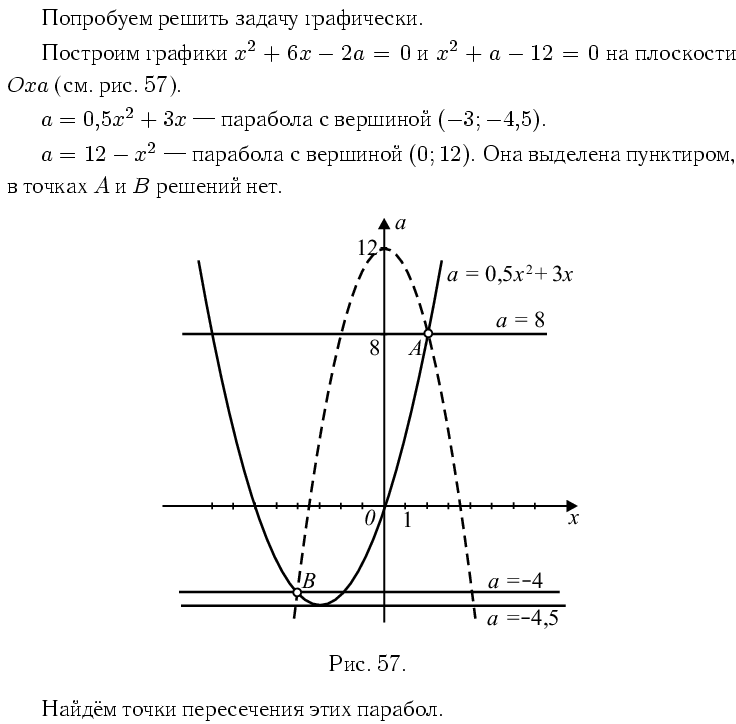 Попробуем решить задачу графически.
Построим графики x² + 6x − 2a = 0 и x² + a − 12 = 0 на плоскости
Oxa (см. рис. 57).
a = 0,5x² + 3x — парабола с вершиной (−3; −4,5).
a = 12 − x² — парабола с вершиной (0; 12). Она выделена пунктиром,
в точках A и B решений нет.
a
12
a = 0,5x² + 3x
a = 8
8
A
0
1
x
B
a = −4
a = −4,5
Рис. 57.
Найдём точки пересечения этих парабол.